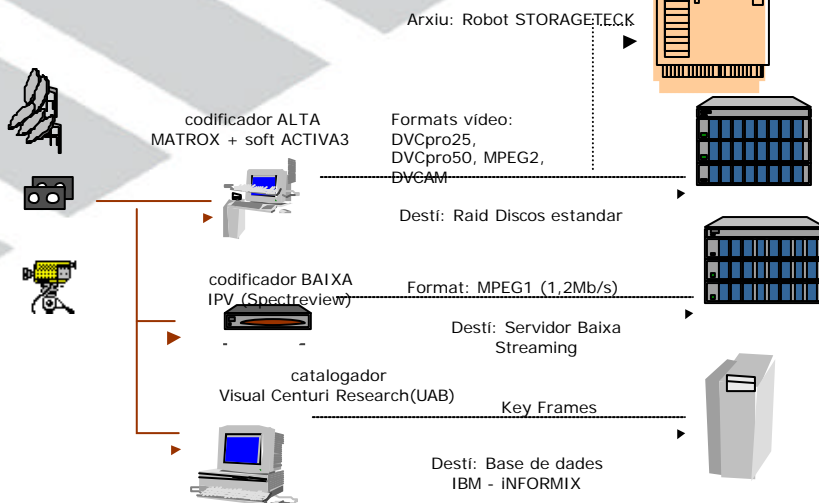 Arxiu: Robot STORAGETECK
codificador ALTA
MATROX + soft ACTIVA3
Formats vídeo:
DVCpro25,
DVCpro50, MPEG2,
DVCAM
Destí: Raid Discos estandar
codificador BAIXA
IPV (Spectreview)
Format: MPEG1 (1,2Mb/s)
Destí: Servidor Baixa
Streaming
catalogador
Visual Centuri Research(UAB)
Key Frames
Destí: Base de dades
IBM - iNFORMIX